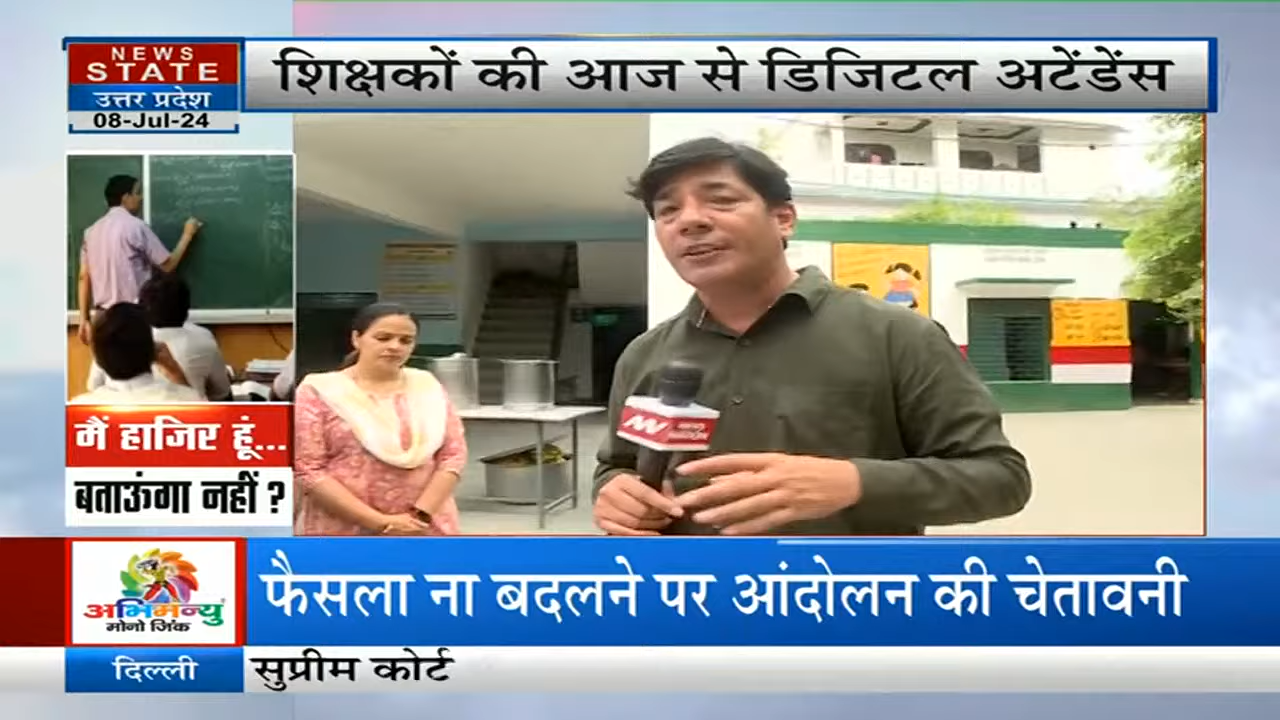 NEWS
STATE
उत्तर प्रदेश
08-Jul-24
शिक्षकों की आज से डिजिटल अटेंडेंस
मैं हाजिर हूं...
बताऊंगा नहीं ?
अभिमन्यु
मोनो जिंक
फैसला ना बदलने पर आंदोलन की चेतावनी
दिल्ली
सुप्रीम कोर्ट